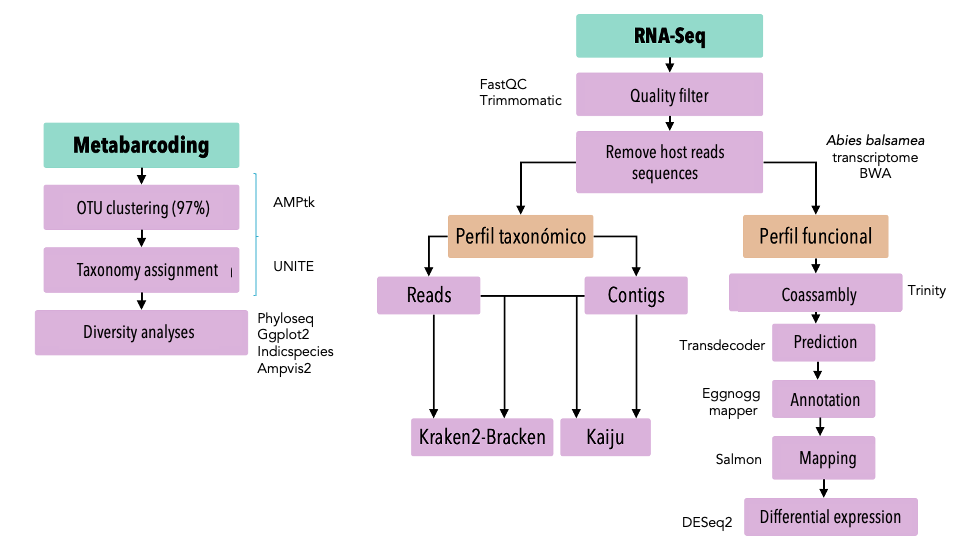 Metabarcoding
OTU clustering (97%)
AMPtk
Taxonomy assignment
UNITE
Diversity analyses
Phyloseq
Ggplot2
Indicspecies
Ampvis2
RNA-Seq
FastQC
Trimmomatic
Quality filter
Remove host reads
sequences
Abies balsamea
transcriptome
BWA
Perfil taxonómico
Reads
Contigs
Kraken2-Bracken
Kaiju
Perfil funcional
Coassambly
Trinity
Transdecoder
Prediction
Eggnogg
mapper
Annotation
Salmon
Mapping
DESeq2
Differential expression